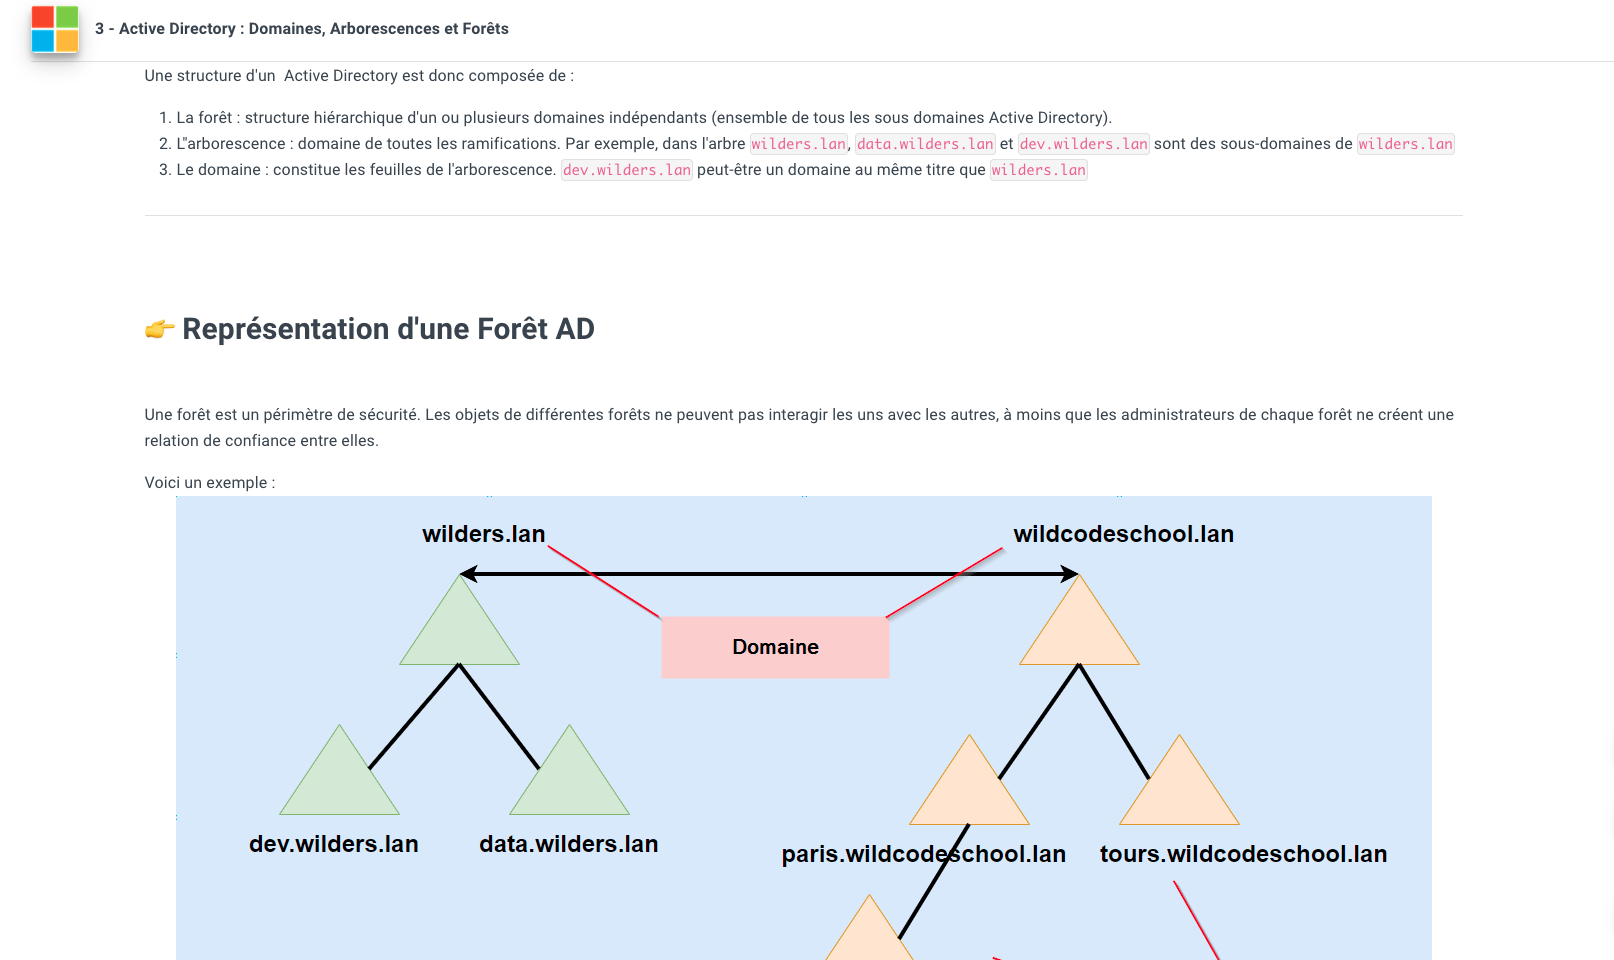 3 - Active Directory : Domaines, Arborescences et Forêts
Une structure d'un  Active Directory est donc composée de :
1. La forêt : structure hiérarchique d'un ou plusieurs domaines indépendants (ensemble de tous les sous domaines Active Directory).
2. L"arborescence : domaine de toutes les ramifications. Par exemple, dans l'arbre wilders.lan, data.wilders.lan et dev.wilders.lan sont des sous-domaines de wilders.lan
3. Le domaine : constitue les feuilles de l'arborescence. dev.wilders.lan peut-être un domaine au même titre que wilders.lan
👉 Représentation d'une Forêt AD
Une forêt est un périmètre de sécurité. Les objets de différentes forêts ne peuvent pas interagir les uns avec les autres, à moins que les administrateurs de chaque forêt ne créent une
relation de confiance entre elles.
Voici un exemple :
wilders.lan
wildcodeschool.lan
Domaine
dev.wilders.lan
data.wilders.lan
paris.wildcodeschool.lan
tours.wildcodeschool.lan